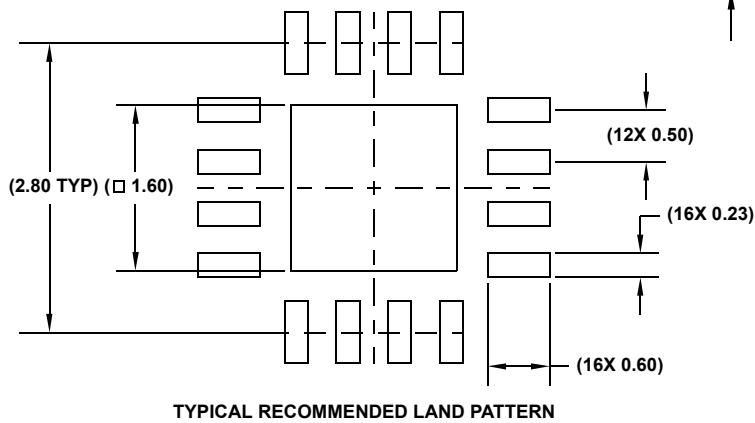 (12X 0.50)
(2.80 TYP) (□ 1.60)
(16X 0.23)
(16X 0.60)
TYPICAL RECOMMENDED LAND PATTERN